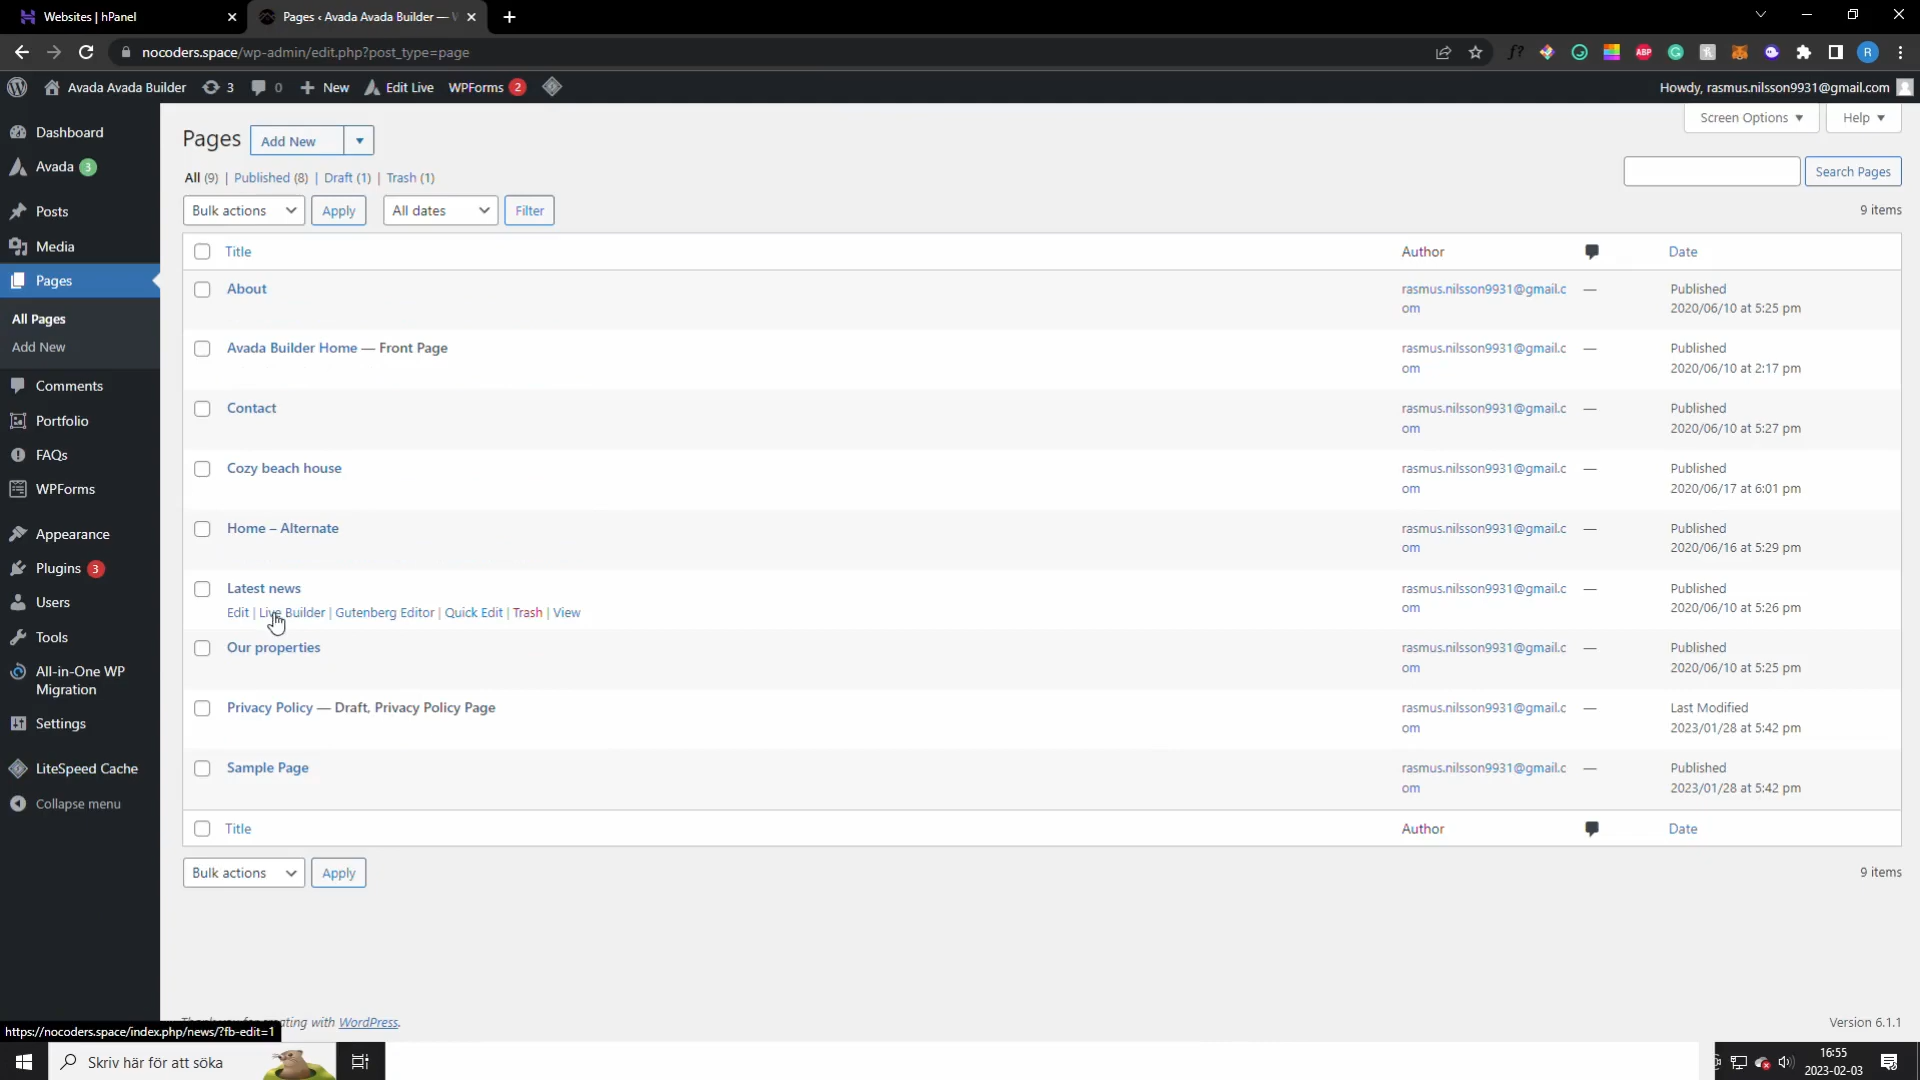 Websites | hPanel
Pages ‹ Avada Avada Builder — W
nocoders.space/wp-admin/edit.php?post_type=page
ABP
R
Avada Avada Builder 3 0 New Edit Live WPForms 2
Howdy, rasmus.nilsson9931@gmail.com
Dashboard
Avada 3
Posts
Media
Pages
All Pages
Add New
Comments
Portfolio
FAQs
WPForms
Appearance
Plugins 3
Users
Tools
All-in-One WP
Migration
Settings
LiteSpeed Cache
Collapse menu
Screen Options Help
Pages Add New
All (9) | Published (8) | Draft (1) | Trash (1)
Search Pages
Bulk actions Apply All dates Filter
9 items
Title Author Date
About rasmus.nilsson9931@gmail.c — Published
om 2020/06/10 at 5:25 pm
Avada Builder Home — Front Page rasmus.nilsson9931@gmail.c — Published
om 2020/06/10 at 2:17 pm
Contact rasmus.nilsson9931@gmail.c — Published
om 2020/06/10 at 5:27 pm
Cozy beach house rasmus.nilsson9931@gmail.c — Published
om 2020/06/17 at 6:01 pm
Home – Alternate rasmus.nilsson9931@gmail.c — Published
om 2020/06/16 at 5:29 pm
Latest news rasmus.nilsson9931@gmail.c — Published
Edit | Live Builder | Gutenberg Editor | Quick Edit | Trash | View om 2020/06/10 at 5:26 pm
Our properties rasmus.nilsson9931@gmail.c — Published
om 2020/06/10 at 5:25 pm
Privacy Policy — Draft, Privacy Policy Page rasmus.nilsson9931@gmail.c — Last Modified
om 2023/01/28 at 5:42 pm
Sample Page rasmus.nilsson9931@gmail.c — Published
om 2023/01/28 at 5:42 pm
Title Author Date
Bulk actions Apply
9 items
creating with WordPress.
Version 6.1.1
https://nocoders.space/index.php/news/?fb-edit=1
Skriv här för att söka
16:55
2023-02-03